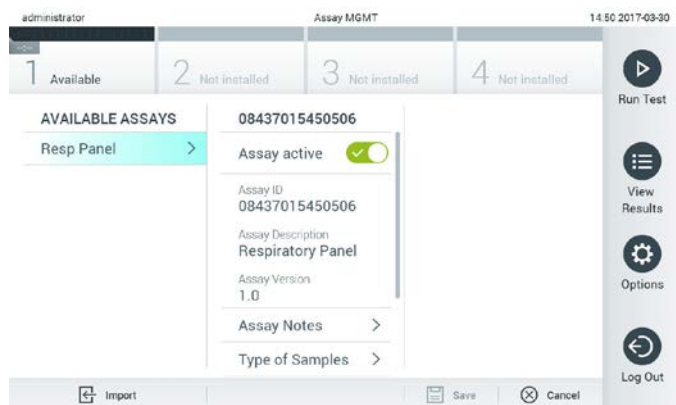 administrator Assay MGMT 14:50 2017-03-30
1 Available 2 Not installed 3 Not installed 4 Not installed
Run Test
AVAILABLE ASSAYS
Resp Panel
08437015450506
Assay active
Assay ID
08437015450506
Assay Description
Respiratory Panel
Assay Version
1.0
Assay Notes
Type of Samples
View
Results
Options
Log Out
Import Save Cancel